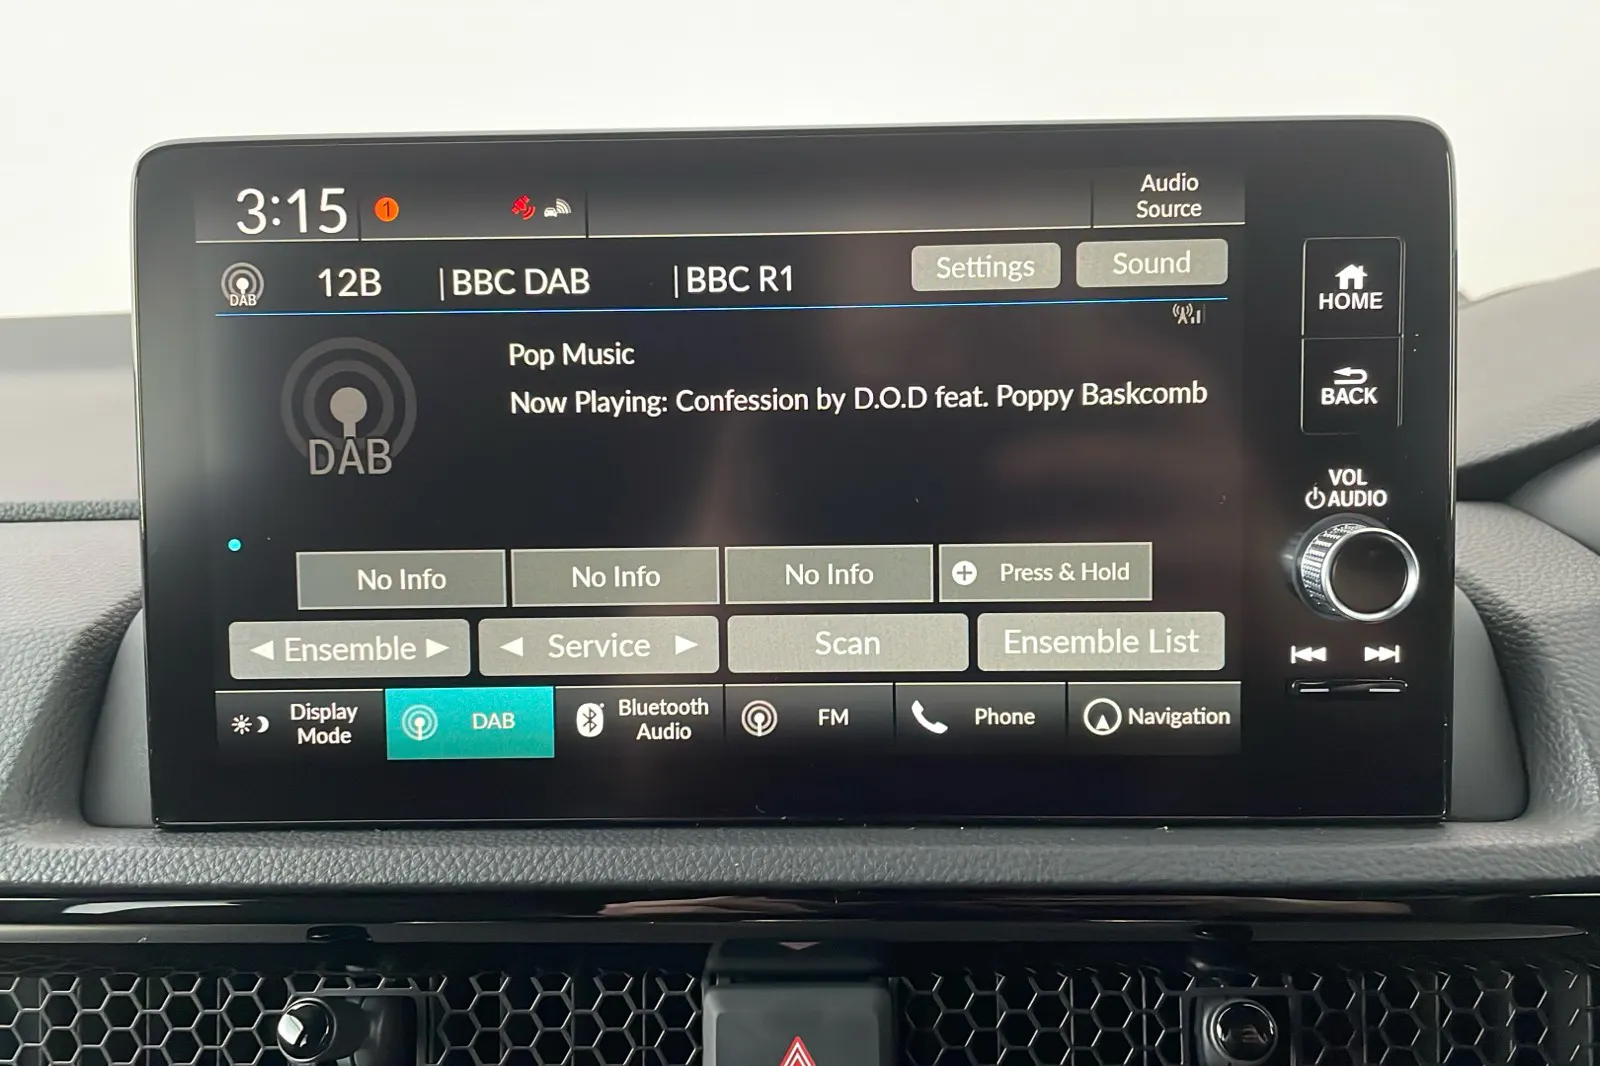 3:15
1
Audio
Source
DAB
12B
BBC DAB
BBC R1
Settings
Sound
HOME
BACK
Pop Music
Now Playing: Confession by D.O.D feat. Poppy Baskcomb
DAB
VOL
AUDIO
No Info
No Info
No Info
Press & Hold
Ensemble
Service
Scan
Ensemble List
Display
Mode
DAB
Bluetooth
Audio
FM
Phone
Navigation